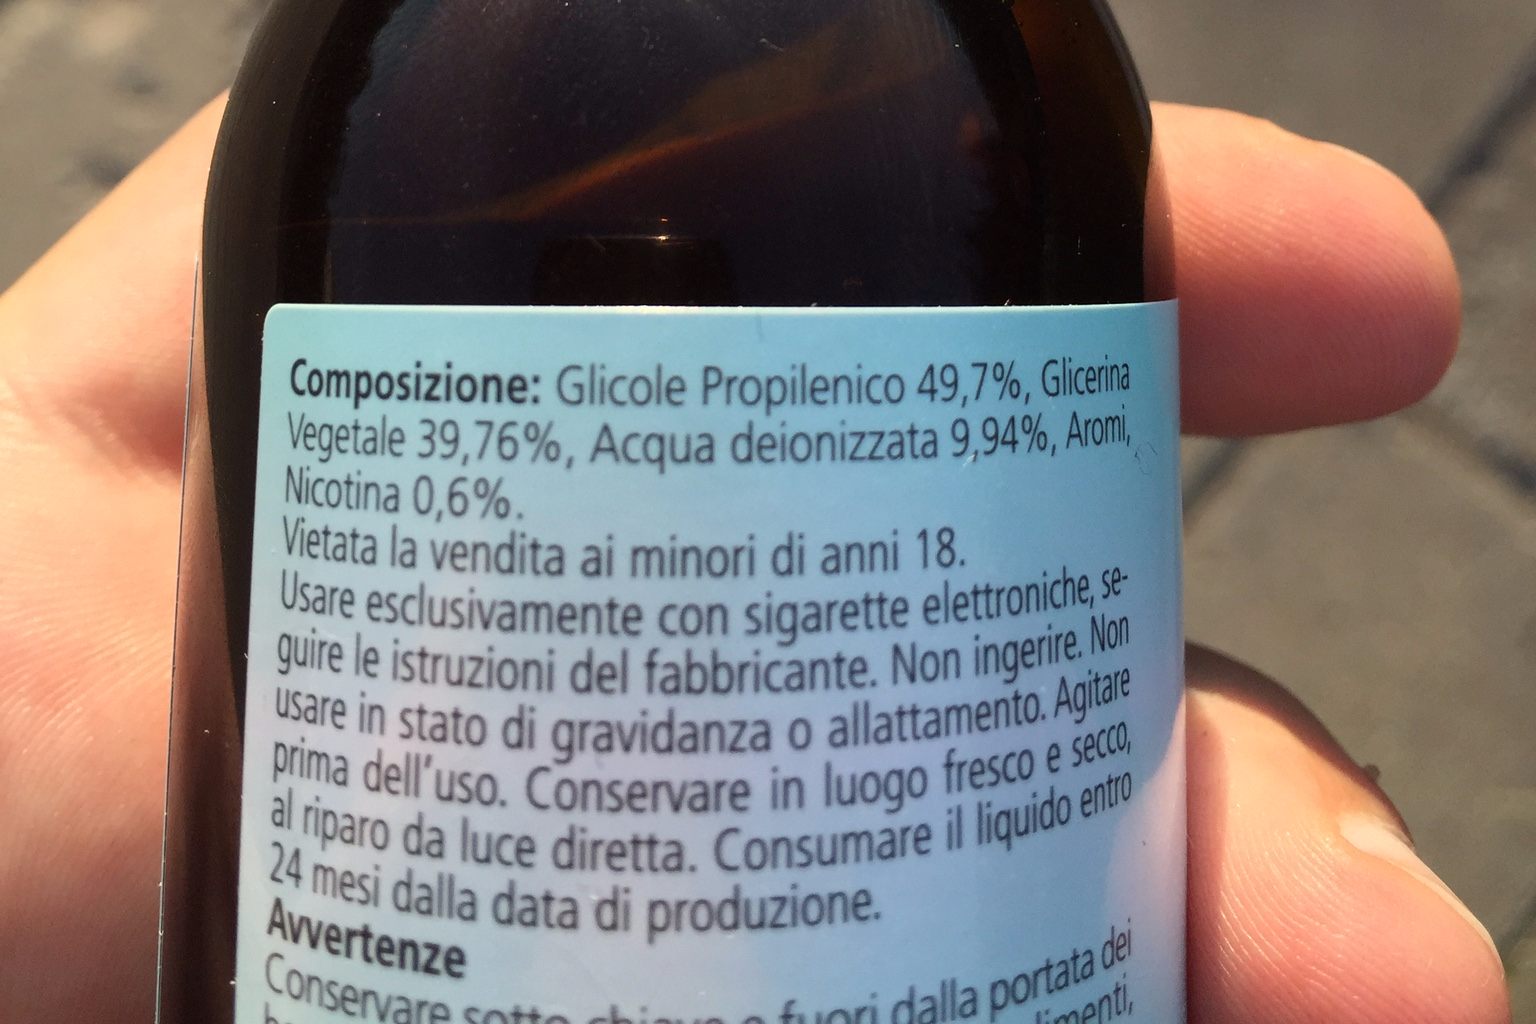 Composizione: Glicole Propilenico 49,7%, Glicerina
Vegetale 39,76%, Acqua deionizzata 9,94%, Aromi,
Nicotina 0,6%.
Vietata la vendita ai minori di anni 18.
Usare esclusivamente con sigarette elettroniche, se-
guire le istruzioni del fabbricante. Non ingerire. Non
usare in stato di gravidanza o allattamento. Agitare
prima dell'uso. Conservare in luogo fresco e secco,
al riparo da luce diretta. Consumare il liquido entro
24 mesi dalla data di produzione.
Avvertenze
Conservare sotto chiave e fuori dalla portata dei